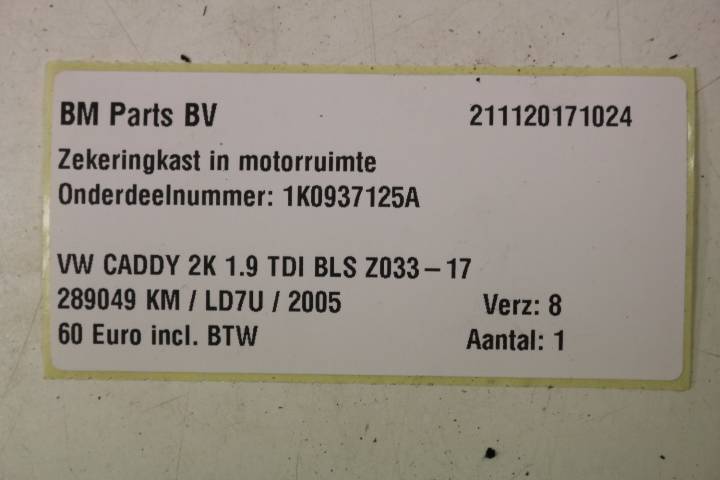 BM Parts BV 211120171024
Zekeringkast in motorruimte
Onderdeelnummer: 1K0937125A
VW CADDY 2K 1.9 TDI BLS Z033-17
289049 KM / LD7U / 2005 Verz: 8
60 Euro incl. BTW Aantal: 1